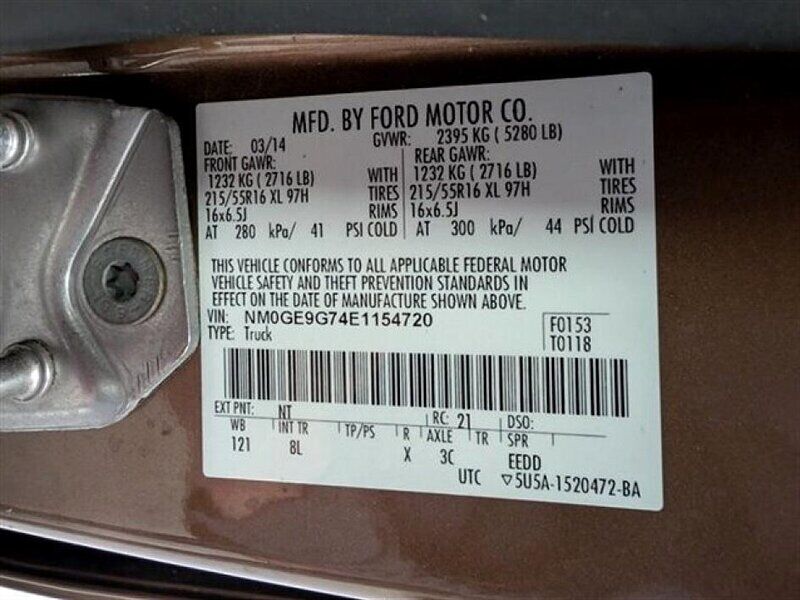 MFD. BY FORD MOTOR CO.
DATE: 03/14 GVWR: 2395 KG ( 5280 LB)
FRONT GAWR: REAR GAWR:
1232 KG ( 2716 LB) WITH 1232 KG ( 2716 LB) WITH
215/55R16 XL 97H TIRES 215/55R16 XL 97H TIRES
16x6.5J RIMS 16x6.5J RIMS
AT 280 kPa/ 41 PSI COLD AT 300 kPa/ 44 PSI COLD
THIS VEHICLE CONFORMS TO ALL APPLICABLE FEDERAL MOTOR
VEHICLE SAFETY AND THEFT PREVENTION STANDARDS IN
EFFECT ON THE DATE OF MANUFACTURE SHOWN ABOVE.
VIN: NM0GE9G74E1154720 F0153
TYPE: Truck T0118
EXT PNT: NT RC: 21 DSO:
WB INT TR TP/PS R AXLE TR SPR
121 8L X 3C EEDD
UTC ▽5U5A-1520472-BA